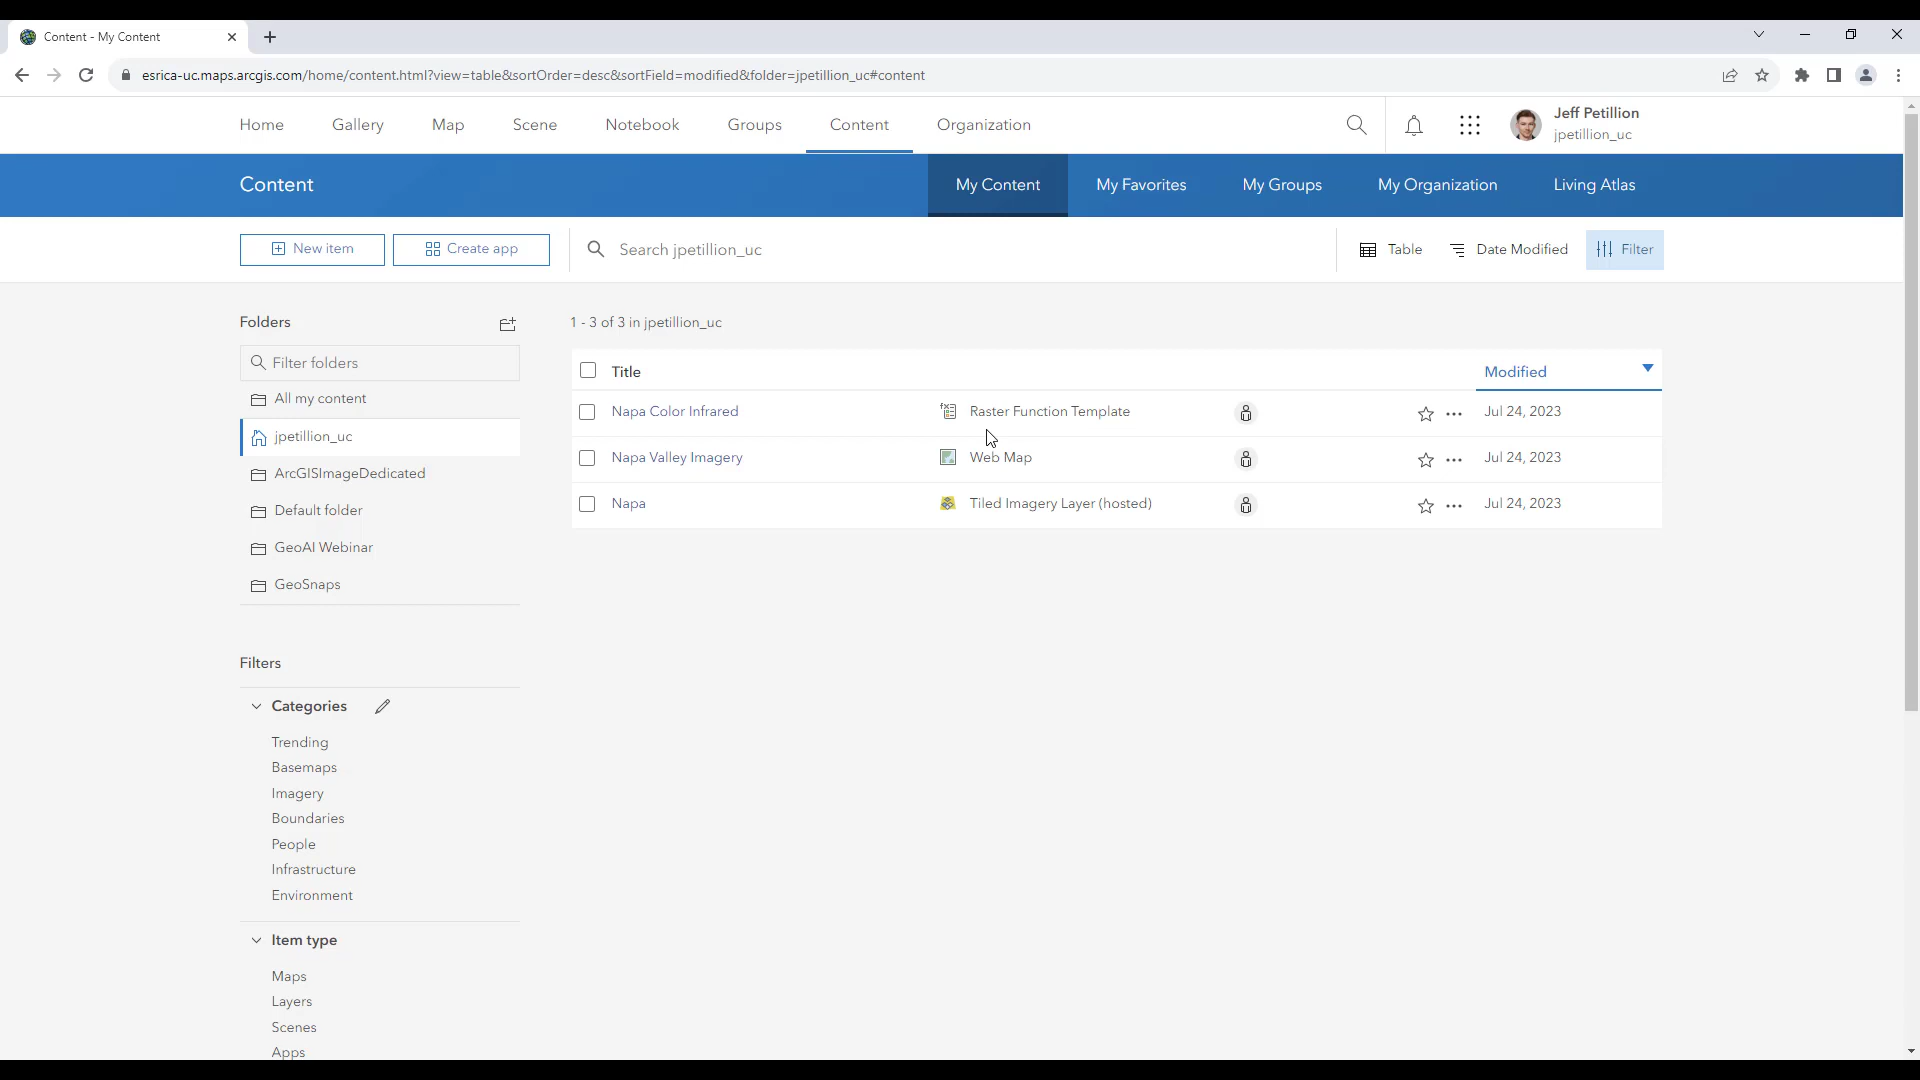 Content - My Content
esrica-uc.maps.arcgis.com/home/content.html?view=table&sortOrder=desc&sortField=modified&folder=jpetillion_uc#content
Home Gallery Map Scene Notebook Groups Content Organization
Jeff Petillion
jpetillion_uc
Content My Content My Favorites My Groups My Organization Living Atlas
New item Create app Search jpetillion_uc Table Date Modified Filter
Folders
1 - 3 of 3 in jpetillion_uc
Filter folders
All my content
jpetillion_uc
ArcGISImageDedicated
Default folder
GeoAI Webinar
GeoSnaps
Title Modified
Napa Color Infrared Raster Function Template Jul 24, 2023
Napa Valley Imagery Web Map Jul 24, 2023
Napa Tiled Imagery Layer (hosted) Jul 24, 2023
Filters
Categories
Trending
Basemaps
Imagery
Boundaries
People
Infrastructure
Environment
Item type
Maps
Layers
Scenes
Apps